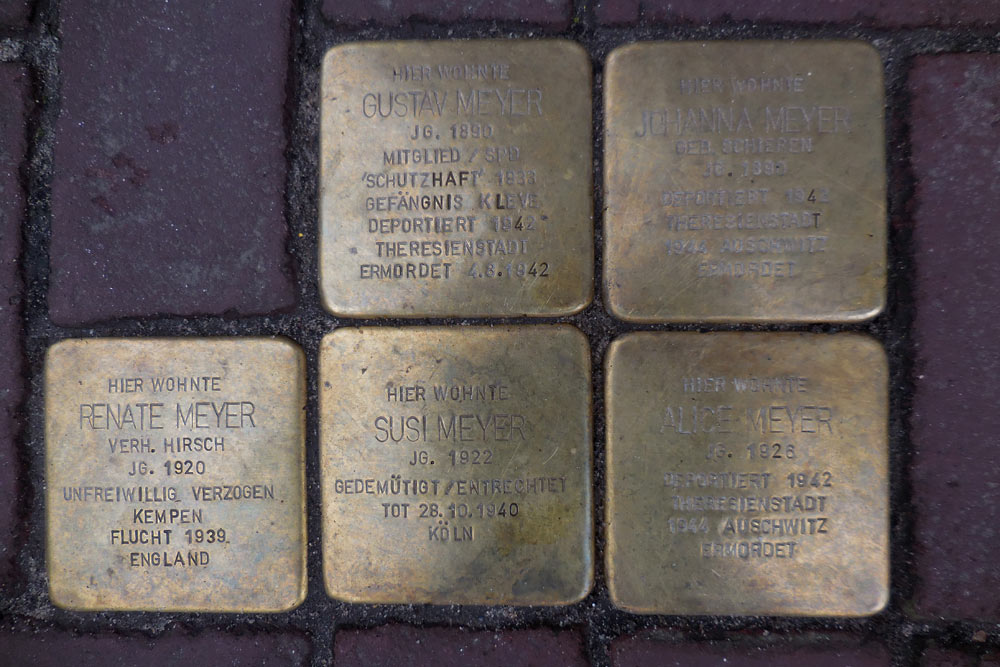 HIER WOHNTE
GUSTAV MEYER
JG. 1890
MITGLIED / SPD
'SCHUTZHAFT' 1933
GEFÄNGNIS KLEVE
DEPORTIERT 1942
THERESIENSTADT
ERMORDET 4.8.1942
HIER WOHNTE
JOHANNA MEYER
GEB.
JG.
DEPORTIERT 1942
THERESIENSTADT
1944 AUSCHWITZ
ERMORDET
HIER WOHNTE
RENATE MEYER
VERH. HIRSCH
JG. 1920
UNFREIWILLIG VERZOGEN
KEMPEN
FLUCHT 1939
ENGLAND
HIER WOHNTE
SUSI MEYER
JG. 1922
GEDEMÜTIGT/ENTRECHTET
TOT 28.10.1940
KÖLN
HIER WOHNTE
ALICE MEYER
JG. 1926
DEPORTIERT 1942
THERESIENSTADT
1944 AUSCHWITZ
ERMORDET